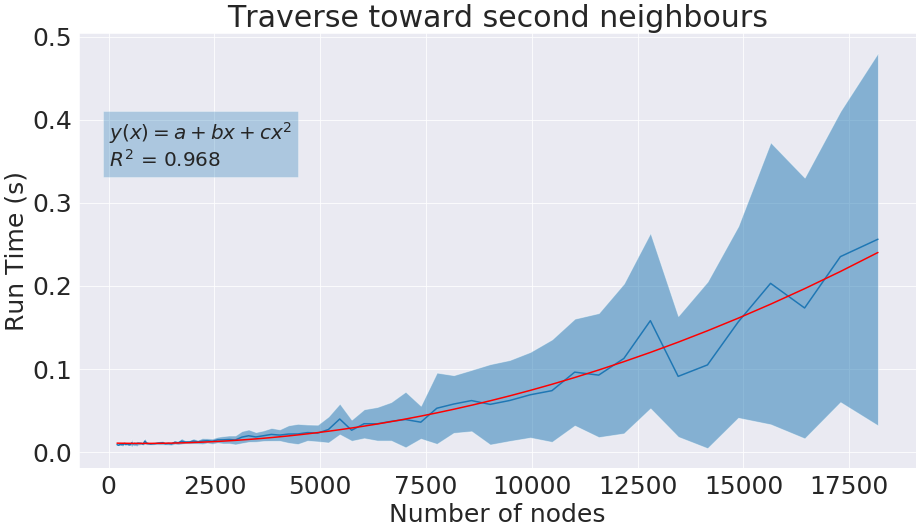 Traverse toward second neighbours
0.5
0.4
0.3
0.2
0.1
0.0
Run Time (s)
y(x) = a + bx + cx²
R² = 0.968
0 2500 5000 7500 10000 12500 15000 17500
Number of nodes